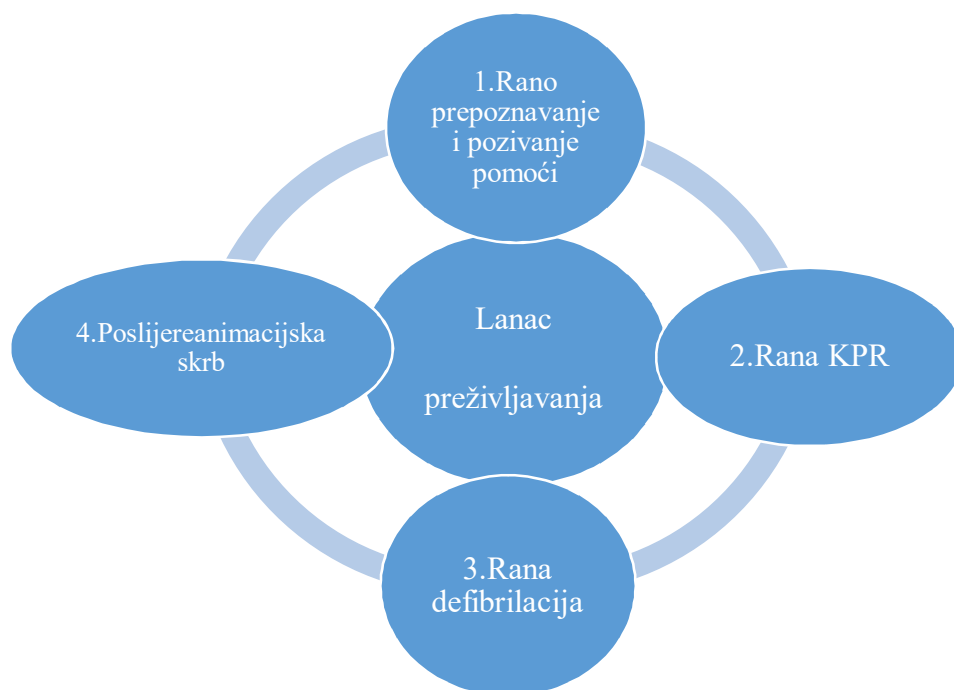 1.Rano
prepoznavanje
i pozivanje
pomoći
Lanac
preživljavanja
2.Rana KPR
3.Rana
defibrilacija
4.Poslijereanimacijska
skrb